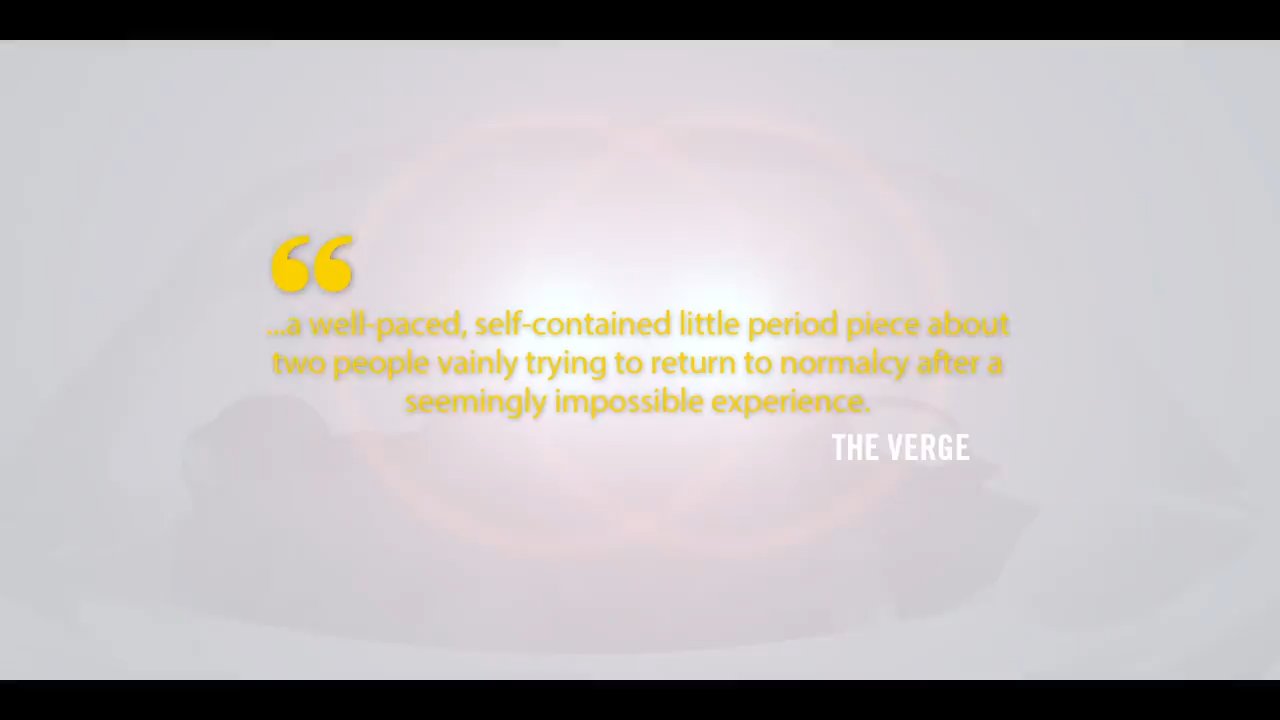 “
...a well-paced, self-contained little period piece about
two people vainly trying to return to normalcy after a
seemingly impossible experience.
THE VERGE